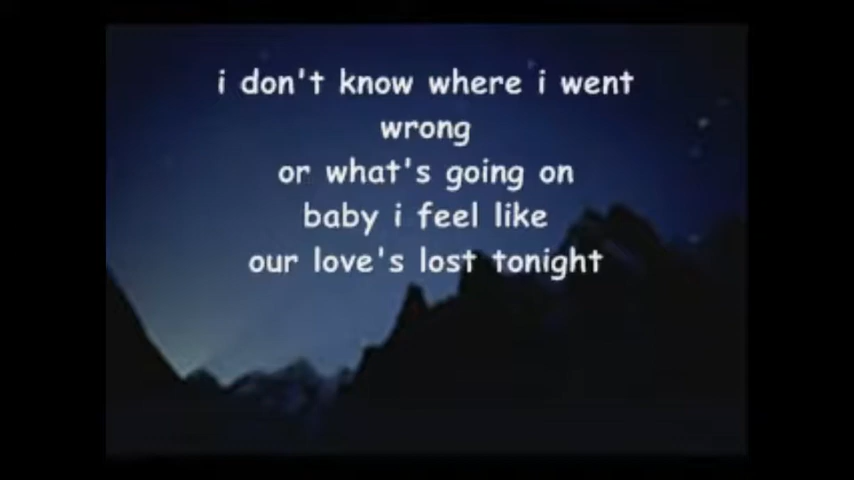 i don't know where i went
wrong
or what's going on
baby i feel like
our love's lost tonight